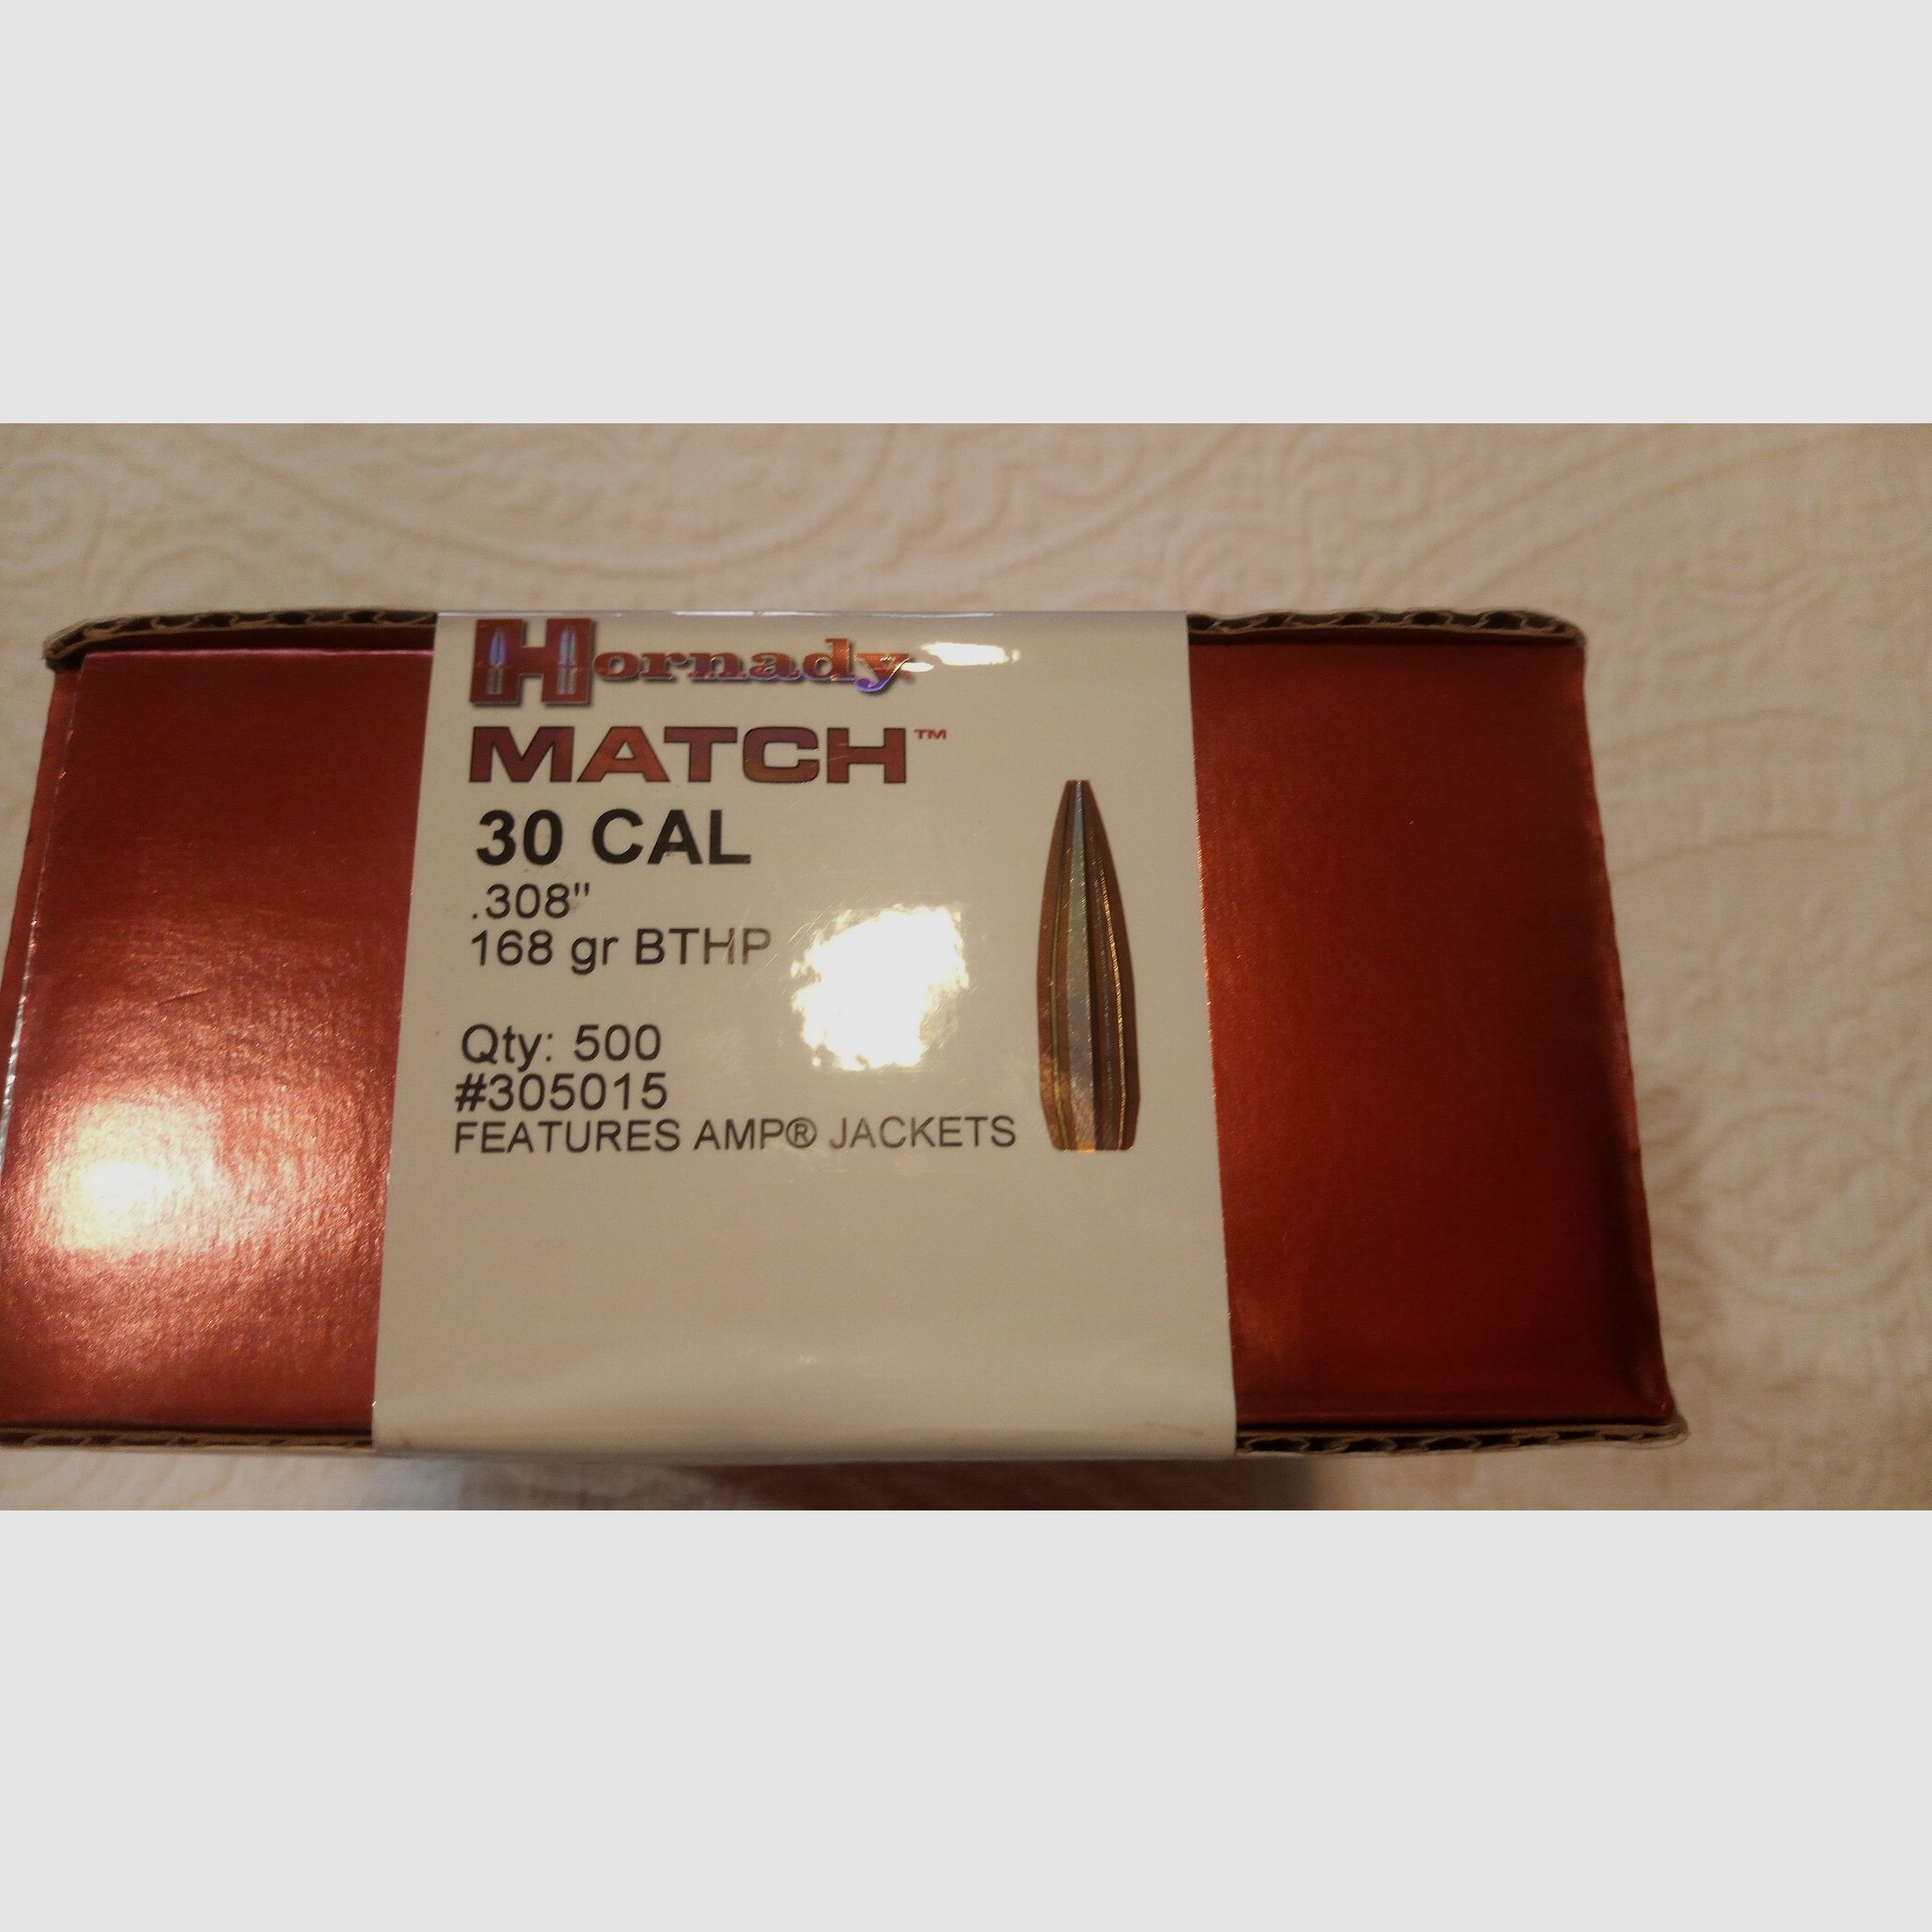 Hornady
MATCH™
30 CAL
.308"
168 gr BTHP
Qty: 500
#305015
FEATURES AMP® JACKETS